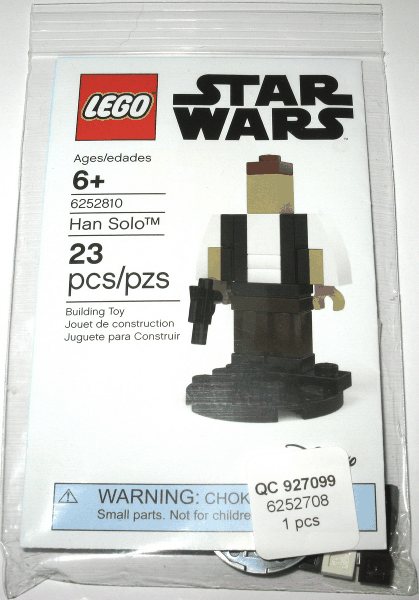 LEGO
STAR
WARS
Ages/edades
6+
6252810
Han Solo™
23
pcs/pzs
Building Toy
Jouet de construction
Juguete para Construir
WARNING: CHOK
Small parts. Not for childre
QC 927099
6252708
1 pcs